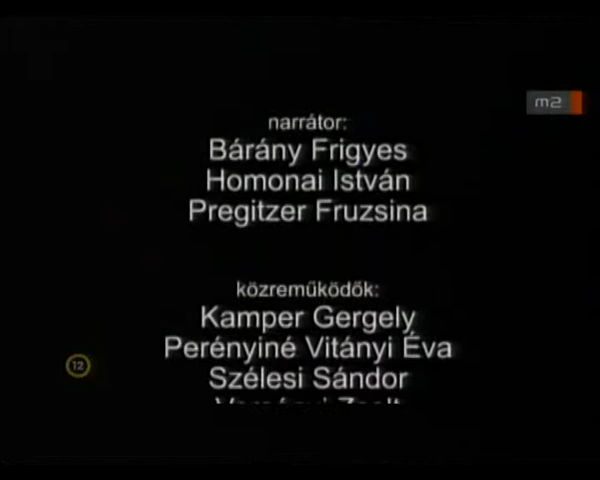 m2
narrátor:
Bárány Frigyes
Homonai István
Pregitzer Fruzsina
közreműködők:
Kamper Gergely
Perényiné Vitányi Éva
12
Szélesi Sándor